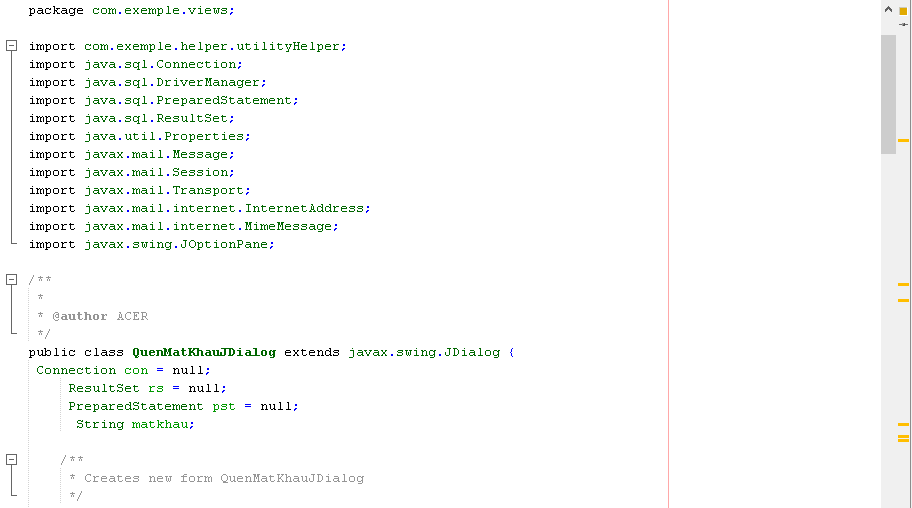 package com.exemple.views;
import com.exemple.helper.utilityHelper;
import java.sql.Connection;
import java.sql.DriverManager;
import java.sql.PreparedStatement;
import java.sql.ResultSet;
import java.util.Properties;
import javax.mail.Message;
import javax.mail.Session;
import javax.mail.Transport;
import javax.mail.internet.InternetAddress;
import javax.mail.internet.MimeMessage;
import javax.swing.JOptionPane;
/**
*
* @author ACER
*/
public class QuenMatKhauJDialog extends javax.swing.JDialog {
Connection con = null;
ResultSet rs = null;
PreparedStatement pst = null;
String matkhau;
/**
* Creates new form QuenMatKhauJDialog
*/